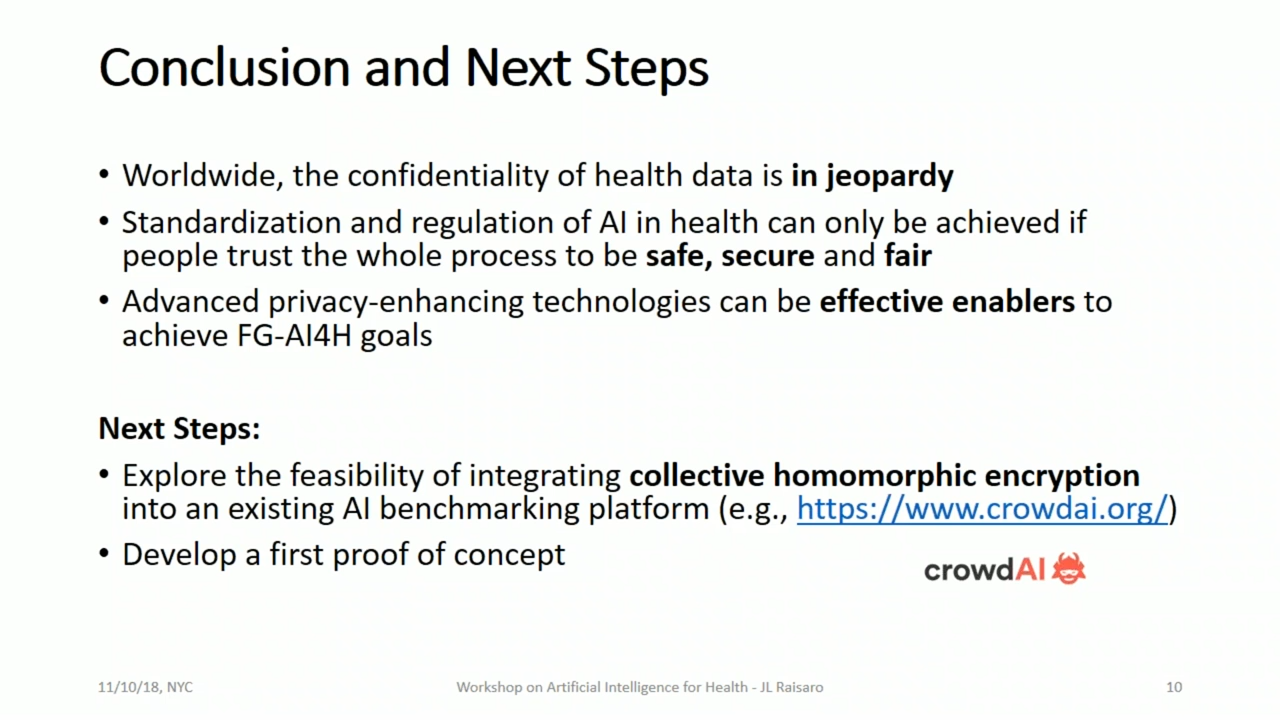 Conclusion and Next Steps
• Worldwide, the confidentiality of health data is in jeopardy
• Standardization and regulation of AI in health can only be achieved if
people trust the whole process to be safe, secure and fair
• Advanced privacy-enhancing technologies can be effective enablers to
achieve FG-AI4H goals
Next Steps:
• Explore the feasibility of integrating collective homomorphic encryption
into an existing AI benchmarking platform (e.g., https://www.crowdai.org/)
• Develop a first proof of concept
crowdAI
11/10/18, NYC
Workshop on Artificial Intelligence for Health - JL Raisaro
10